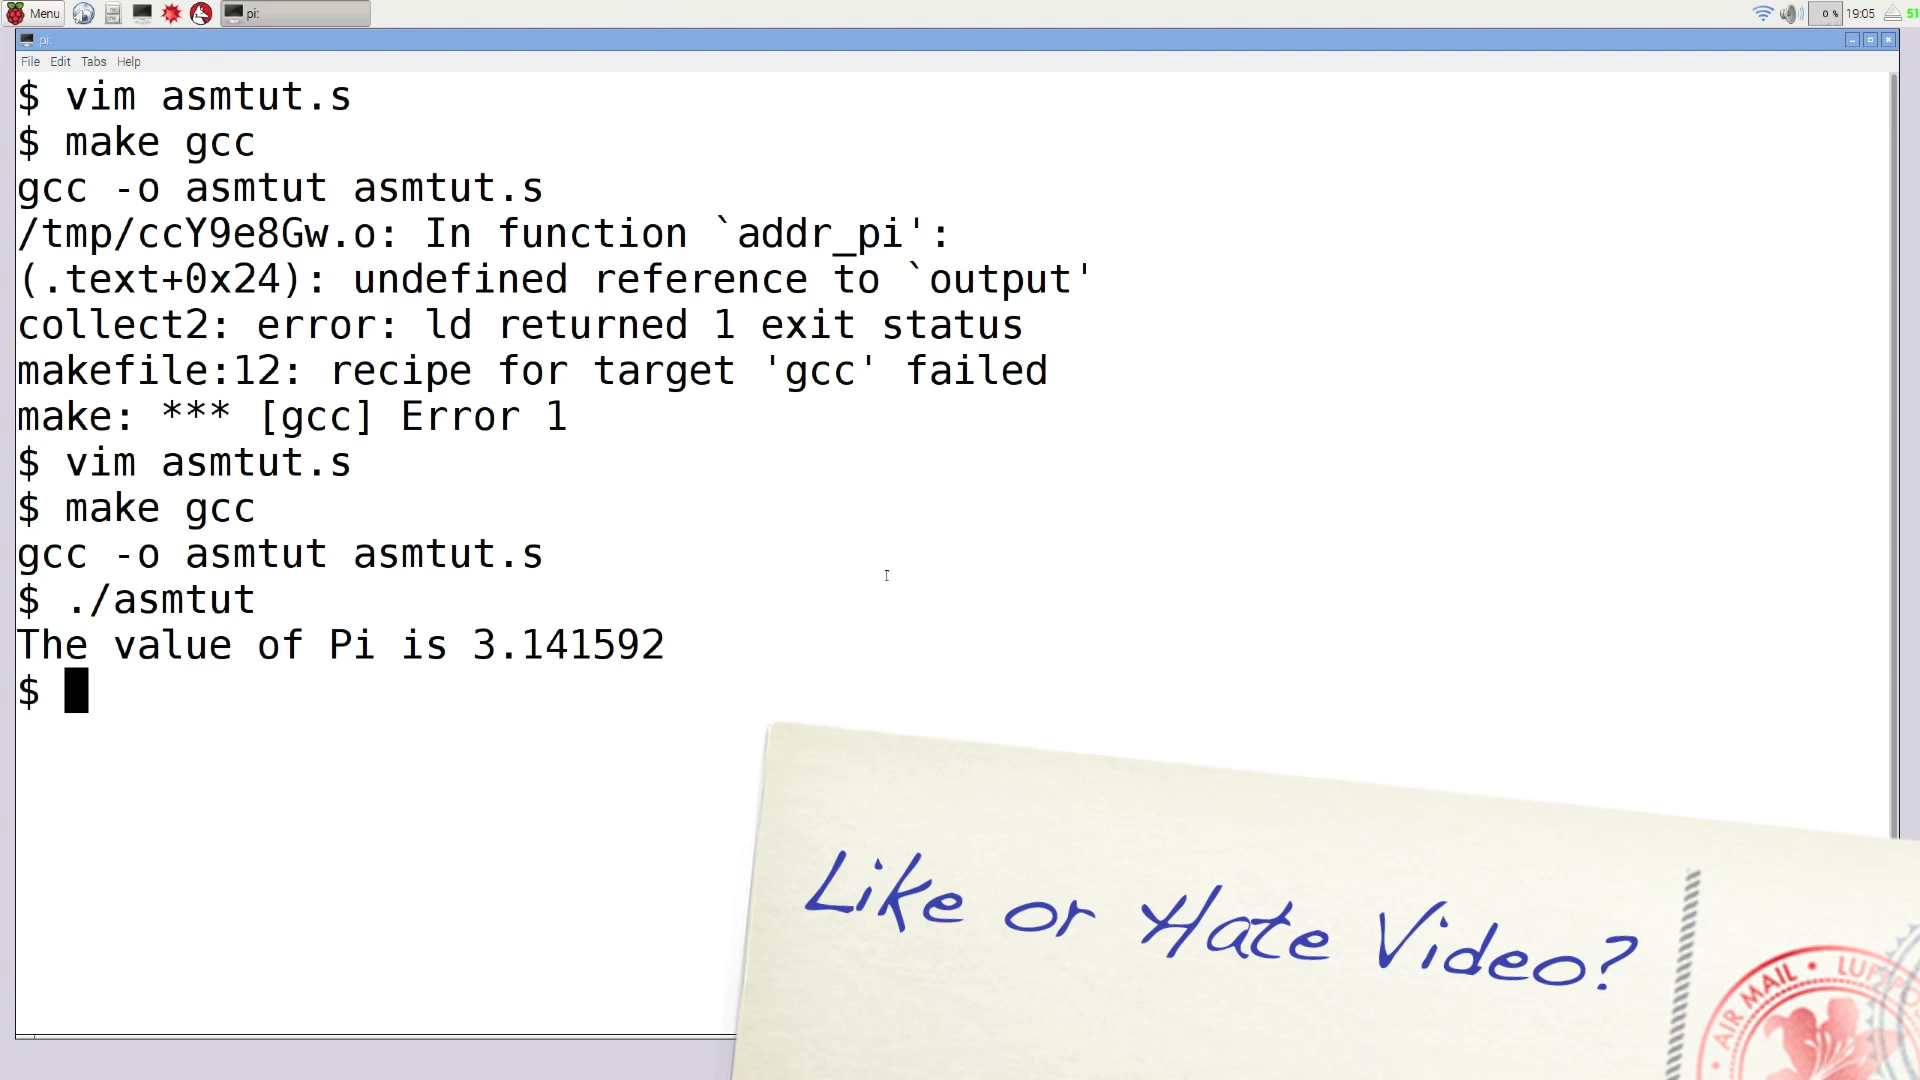 Menu
pi:
0 %
19:05
51
pi:
File Edit Tabs Help
$ vim asmtut.s
$ make gcc
gcc -o asmtut asmtut.s
/tmp/ccY9e8Gw.o: In function `addr_pi':
(.text+0x24): undefined reference to `output'
collect2: error: ld returned 1 exit status
makefile:12: recipe for target 'gcc' failed
make: *** [gcc] Error 1
$ vim asmtut.s
$ make gcc
gcc -o asmtut asmtut.s
$ ./asmtut
The value of Pi is 3.141592
$
Like or Hate Video?
• AIR MAIL •